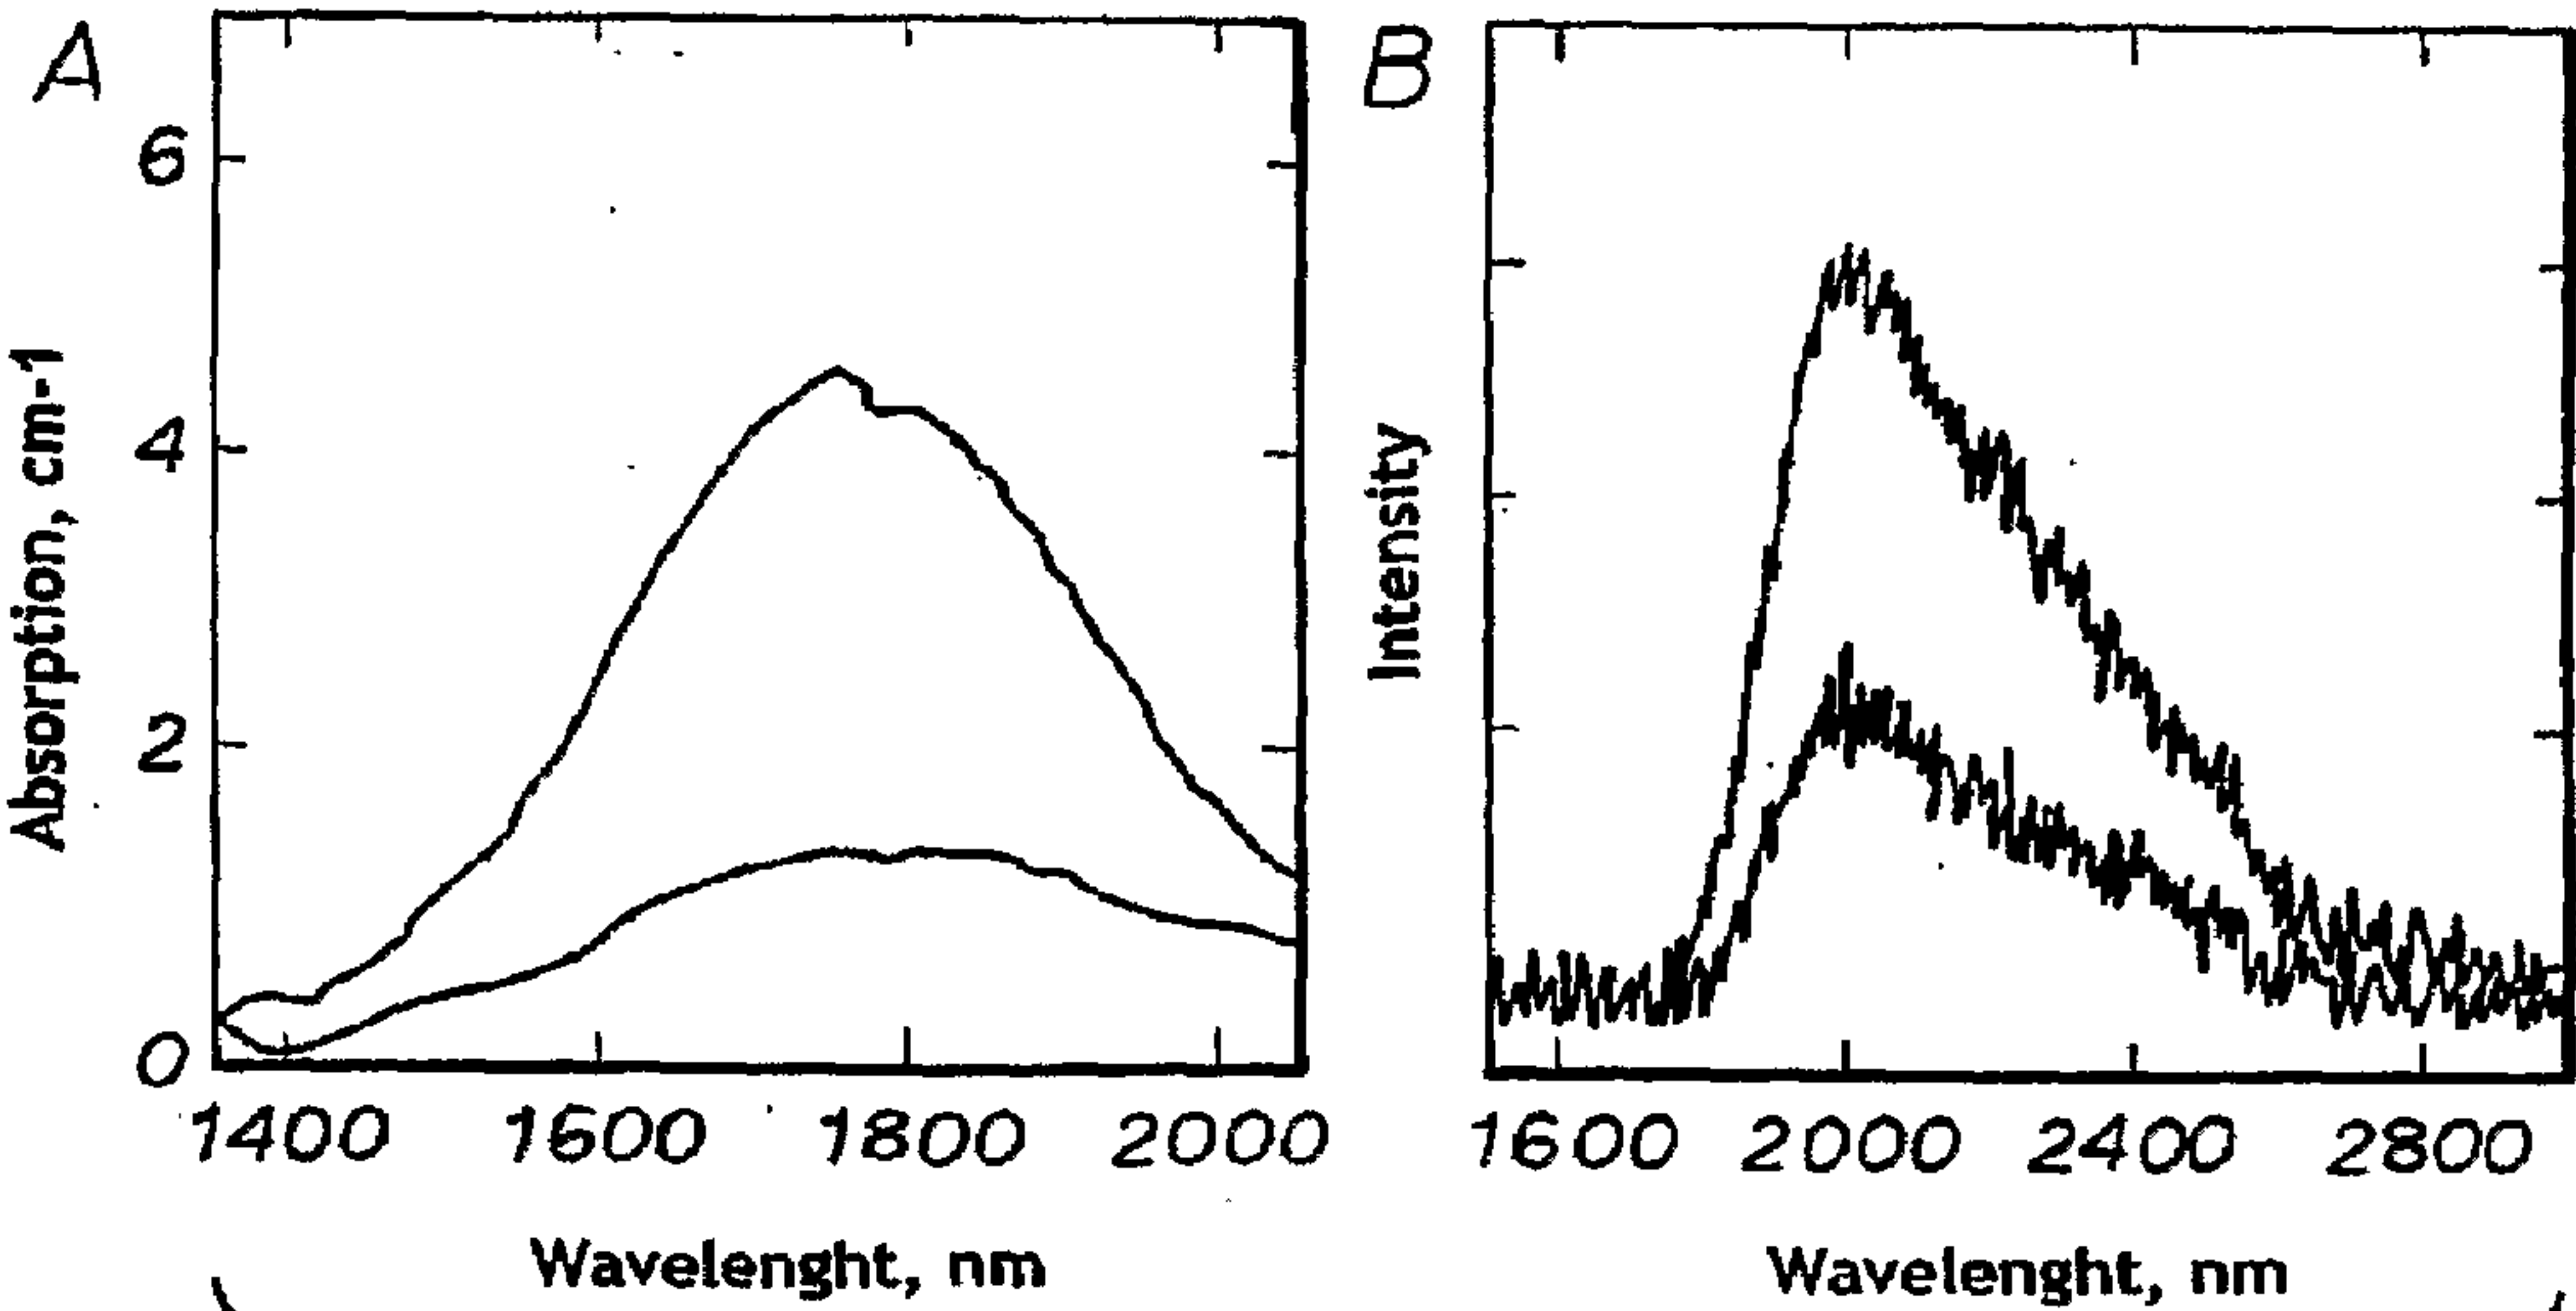 A
6
4
2
0
Absorption, cm-1
1400 1600 1800 2000
Wavelenght, nm
B
Intensity
1600 2000 2400 2800
Wavelenght, nm